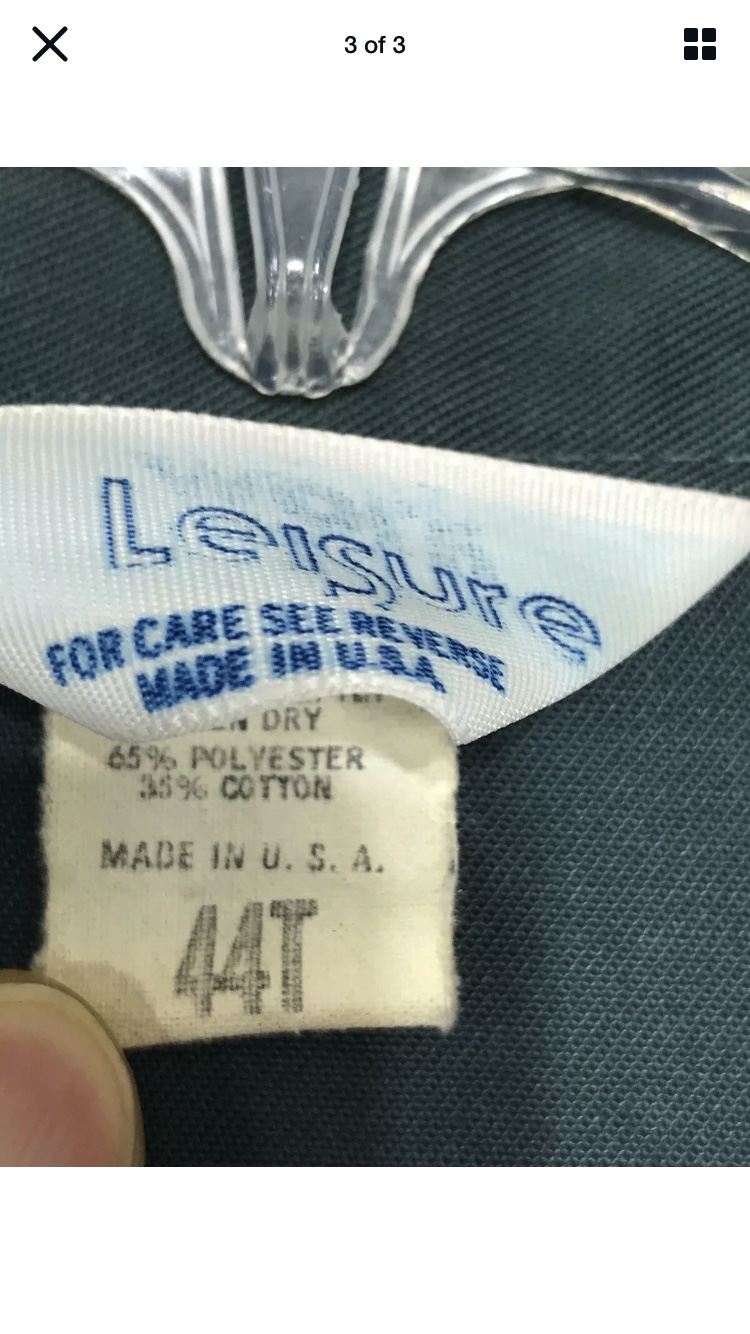 3 of 3
Leisure
FOR CARE SEE REVERSE
MADE IN U.S.A
DRY
65% POLYESTER
35% COTTON
MADE IN U. S. A.
44T